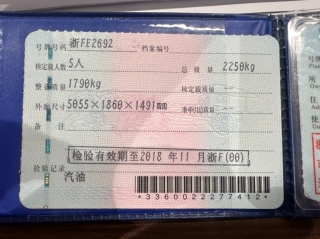 号牌号码 浙FE2692 档案编号
核定载人数 5人 总质量 2250kg
整备质量 1790kg 核定载质量 --
外廓尺寸 5055×1860×1491mm 准牵引总质量 --
备注
检验有效期至2018年11月浙F(00)
检验记录
汽油
*3360022277412*